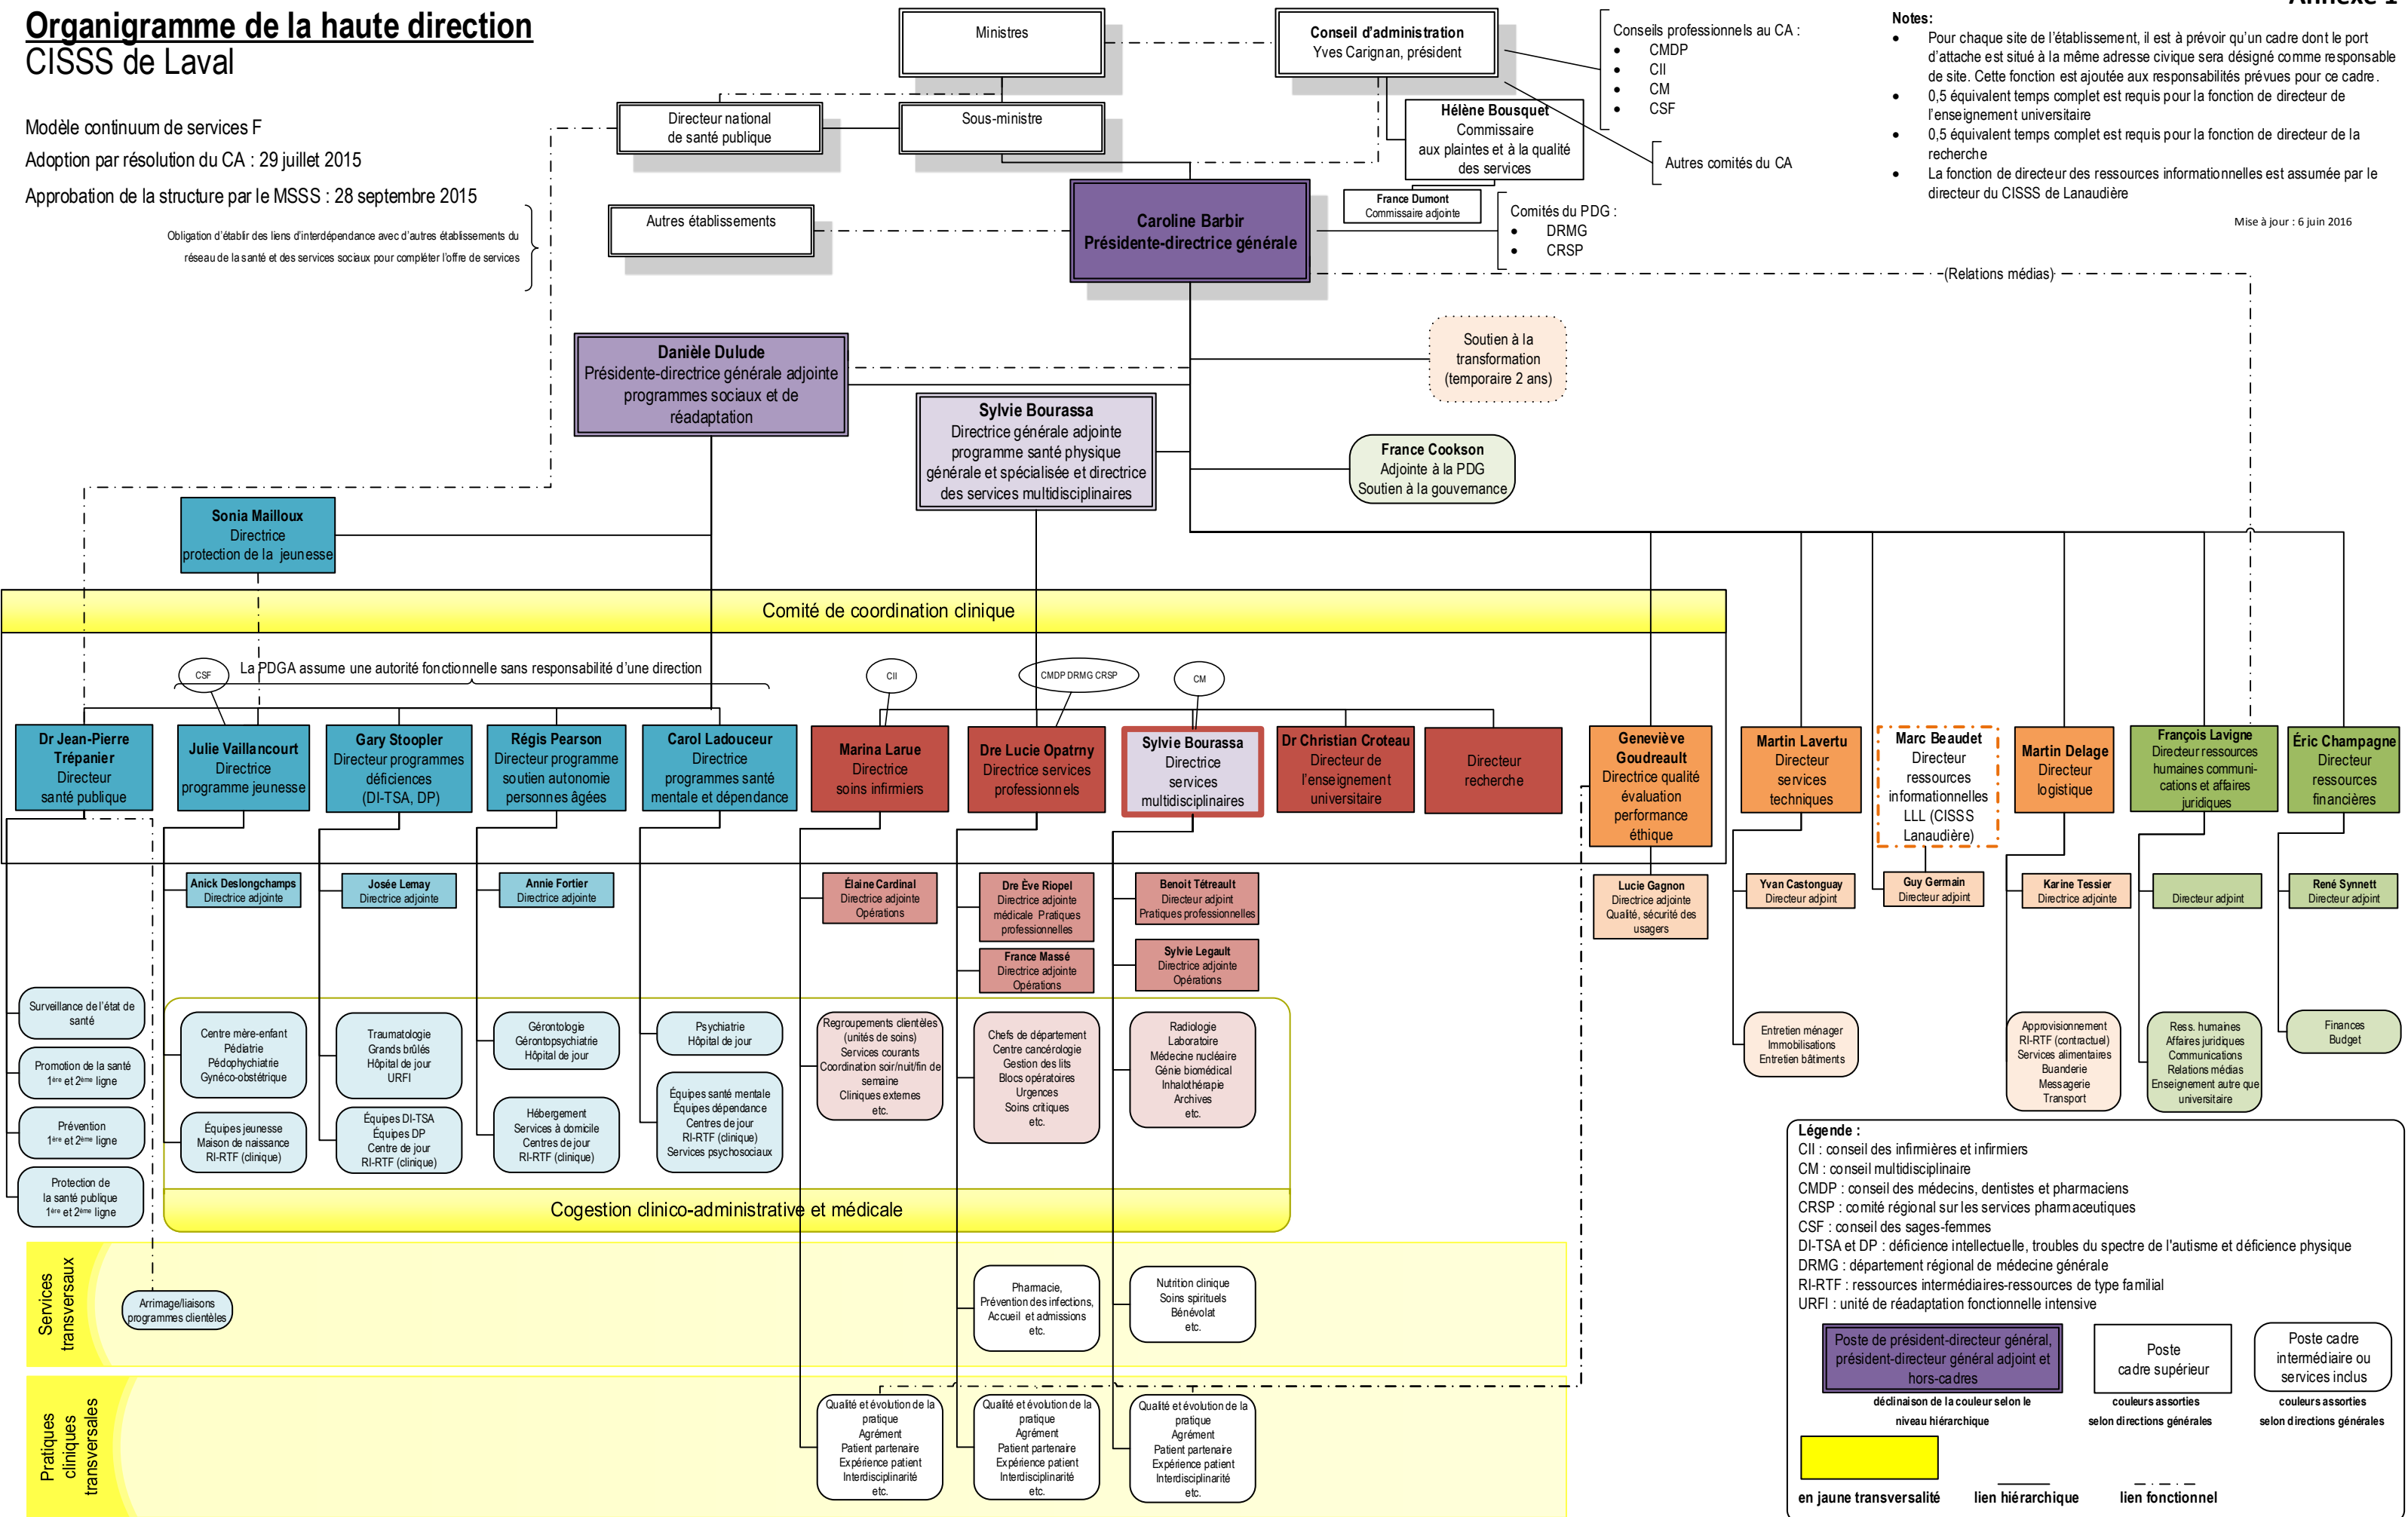 Annexe 1
Organigramme de la haute direction
CISSS de Laval
Modèle continuum de services F
Adoption par résolution du CA : 29 juillet 2015
Approbation de la structure par le MSSS : 28 septembre 2015
Obligation d'établir des liens d'interdépendance avec d'autres établissements du
réseau de la santé et des services sociaux pour compléter l'offre de services
Ministres
Conseil d'administration
Yves Carignan, président
Conseils professionnels au CA :
• CMDP
• CII
• CM
• CSF
Autres comités du CA
Directeur national
de santé publique
Sous-ministre
Hélène Bousquet
Commissaire
aux plaintes et à la qualité
des services
France Dumont
Commissaire adjointe
Autres établissements
Caroline Barbir
Présidente-directrice générale
Comités du PDG :
• DRMG
• CRSP
(Relations médias)
Notes:
• Pour chaque site de l'établissement, il est à prévoir qu'un cadre dont le port
d'attache est situé à la même adresse civique sera désigné comme responsable
de site. Cette fonction est ajoutée aux responsabilités prévues pour ce cadre.
• 0,5 équivalent temps complet est requis pour la fonction de directeur de
l'enseignement universitaire
• 0,5 équivalent temps complet est requis pour la fonction de directeur de la
recherche
• La fonction de directeur des ressources informationnelles est assumée par le
directeur du CISSS de Lanaudière
Mise à jour : 6 juin 2016
Danièle Dulude
Présidente-directrice générale adjointe
programmes sociaux et de
réadaptation
Sylvie Bourassa
Directrice générale adjointe
programme santé physique
générale et spécialisée et directrice
des services multidisciplinaires
Soutien à la
transformation
(temporaire 2 ans)
France Cookson
Adjointe à la PDG
Soutien à la gouvernance
Sonia Mailloux
Directrice
protection de la jeunesse
Comité de coordination clinique
CSF
La PDGA assume une autorité fonctionnelle sans responsabilité d'une direction
CII
CMDP DRMG CRSP
CM
Dr Jean-Pierre
Trépanier
Directeur
santé publique
Julie Vaillancourt
Directrice
programme jeunesse
Gary Stoopler
Directeur programmes
déficiences
(DI-TSA, DP)
Régis Pearson
Directeur programme
soutien autonomie
personnes âgées
Carol Ladouceur
Directrice
programmes santé
mentale et dépendance
Marina Larue
Directrice
soins infirmiers
Dre Lucie Opatrny
Directrice services
professionnels
Sylvie Bourassa
Directrice
services
multidisciplinaires
Dr Christian Croteau
Directeur de
l'enseignement
universitaire
Directeur
recherche
Geneviève
Goudreault
Directrice qualité
évaluation
performance
éthique
Martin Lavertu
Directeur
services
techniques
Marc Beaudet
Directeur
ressources
informationnelles
LLL (CISSS
Lanaudière)
Martin Delage
Directeur
logistique
François Lavigne
Directeur ressources
humaines communi-
cations et affaires
juridiques
Éric Champagne
Directeur
ressources
financières
Anick Deslongchamps
Directrice adjointe
Josée Lemay
Directrice adjointe
Annie Fortier
Directrice adjointe
Élaine Cardinal
Directrice adjointe
Opérations
Dre Ève Riopel
Directrice adjointe
médicale Pratiques
professionnelles
France Massé
Directrice adjointe
Opérations
Benoit Tétreault
Directeur adjoint
Pratiques professionnelles
Sylvie Legault
Directrice adjointe
Opérations
Lucie Gagnon
Directrice adjointe
Qualité, sécurité des
usagers
Yvan Castonguay
Directeur adjoint
Guy Germain
Directeur adjoint
Karine Tessier
Directrice adjointe
Directeur adjoint
René Synnett
Directeur adjoint
Surveillance de l'état de
santé
Promotion de la santé
1ère et 2ème ligne
Prévention
1ère et 2ème ligne
Protection de
la santé publique
1ère et 2ème ligne
Centre mère-enfant
Pédiatrie
Pédophychiatrie
Gynéco-obstétrique
Équipes jeunesse
Maison de naissance
RI-RTF (clinique)
Traumatologie
Grands brûlés
Hôpital de jour
URFI
Équipes DI-TSA
Équipes DP
Centre de jour
RI-RTF (clinique)
Gérontologie
Gérontopsychiatrie
Hôpital de jour
Hébergement
Services à domicile
Centres de jour
RI-RTF (clinique)
Psychiatrie
Hôpital de jour
Équipes santé mentale
Équipes dépendance
Centres de jour
RI-RTF (clinique)
Services psychosociaux
Regroupements clientèles
(unités de soins)
Services courants
Coordination soir/nuit/fin de
semaine
Cliniques externes
etc.
Chefs de département
Centre cancérologie
Gestion des lits
Blocs opératoires
Urgences
Soins critiques
etc.
Radiologie
Laboratoire
Médecine nucléaire
Génie biomédical
Inhalothérapie
Archives
etc.
Entretien ménager
Immobilisations
Entretien bâtiments
Approvisionnement
RI-RTF (contractuel)
Services alimentaires
Buanderie
Messagerie
Transport
Ress. humaines
Affaires juridiques
Communications
Relations médias
Enseignement autre que
universitaire
Finances
Budget
Cogestion clinico-administrative et médicale
Services
transversaux
Arrimage/liaisons
programmes clientèles
Pharmacie,
Prévention des infections,
Accueil et admissions
etc.
Nutrition clinique
Soins spirituels
Bénévolat
etc.
Pratiques
cliniques
transversales
Qualité et évolution de la
pratique
Agrément
Patient partenaire
Expérience patient
Interdisciplinarité
etc.
Qualité et évolution de la
pratique
Agrément
Patient partenaire
Expérience patient
Interdisciplinarité
etc.
Qualité et évolution de la
pratique
Agrément
Patient partenaire
Expérience patient
Interdisciplinarité
etc.
Légende :
CII : conseil des infirmières et infirmiers
CM : conseil multidisciplinaire
CMDP : conseil des médecins, dentistes et pharmaciens
CRSP : comité régional sur les services pharmaceutiques
CSF : conseil des sages-femmes
DI-TSA et DP : déficience intellectuelle, troubles du spectre de l'autisme et déficience physique
DRMG : département régional de médecine générale
RI-RTF : ressources intermédiaires-ressources de type familial
URFI : unité de réadaptation fonctionnelle intensive
Poste de président-directeur général,
président-directeur général adjoint et
hors-cadres
déclinaison de la couleur selon le
niveau hiérarchique
Poste
cadre supérieur
couleurs assorties
selon directions générales
Poste cadre
intermédiaire ou
services inclus
couleurs assorties
selon directions générales
en jaune transversalité
lien hiérarchique
lien fonctionnel